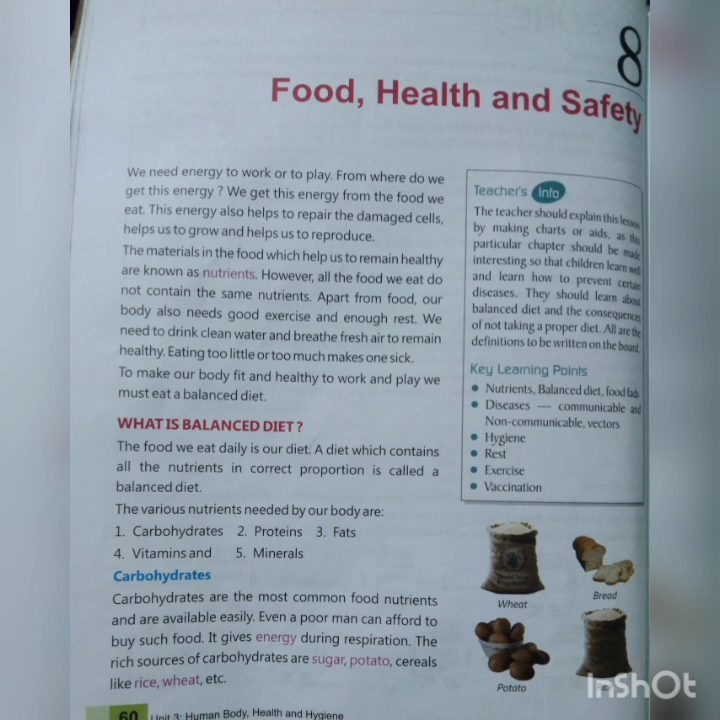 8
Food, Health and Safety
We need energy to work or to play. From where do we
get this energy ? We get this energy from the food we
eat. This energy also helps to repair the damaged cells,
helps us to grow and helps us to reproduce.
The materials in the food which help us to remain healthy
are known as nutrients. However, all the food we eat do
not contain the same nutrients. Apart from food, our
body also needs good exercise and enough rest. We
need to drink clean water and breathe fresh air to remain
healthy. Eating too little or too much makes one sick.
To make our body fit and healthy to work and play we
must eat a balanced diet.
WHAT IS BALANCED DIET ?
The food we eat daily is our diet. A diet which contains
all the nutrients in correct proportion is called a
balanced diet.
The various nutrients needed by our body are:
1. Carbohydrates 2. Proteins 3. Fats
4. Vitamins and 5. Minerals
Carbohydrates
Carbohydrates are the most common food nutrients
and are available easily. Even a poor man can afford to
buy such food. It gives energy during respiration. The
rich sources of carbohydrates are sugar, potato, cereals
like rice, wheat, etc.
Teacher's Info
The teacher should explain this lesson
by making charts or aids, as this
particular chapter should be made
interesting so that children learn well
and learn how to prevent certain
diseases. They should learn about
balanced diet and the consequences
of not taking a proper diet. All are the
definitions to be written on the board.
Key Learning Points
• Nutrients, Balanced diet, food fads
• Diseases — communicable and
Non-communicable, vectors
• Hygiene
• Rest
• Exercise
• Vaccination
Wheat
Bread
Potato
60 Unit 3: Human Body, Health and Hygiene
InShOt